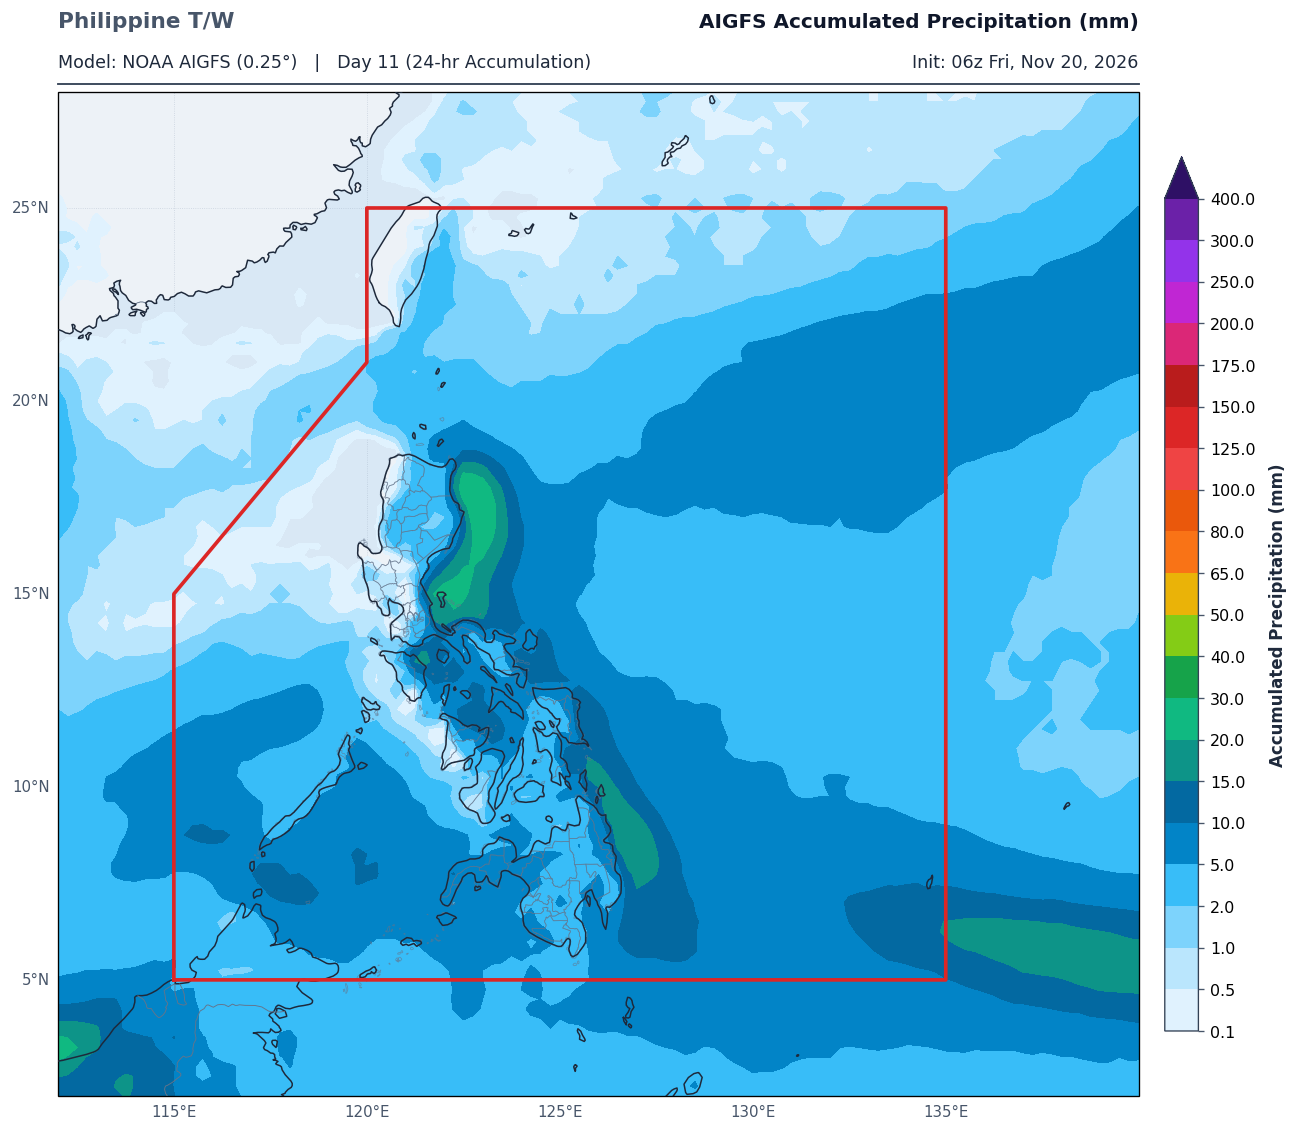 Philippine T/W
AIGFS Accumulated Precipitation (mm)
Model: NOAA AIGFS (0.25°)   |   Day 11 (24-hr Accumulation)
Init: 06z Fri, Nov 20, 2026
25°N
20°N
15°N
10°N
5°N
115°E
120°E
125°E
130°E
135°E
400.0
300.0
250.0
200.0
175.0
150.0
125.0
100.0
80.0
65.0
50.0
40.0
30.0
20.0
15.0
10.0
5.0
2.0
1.0
0.5
0.1
Accumulated Precipitation (mm)